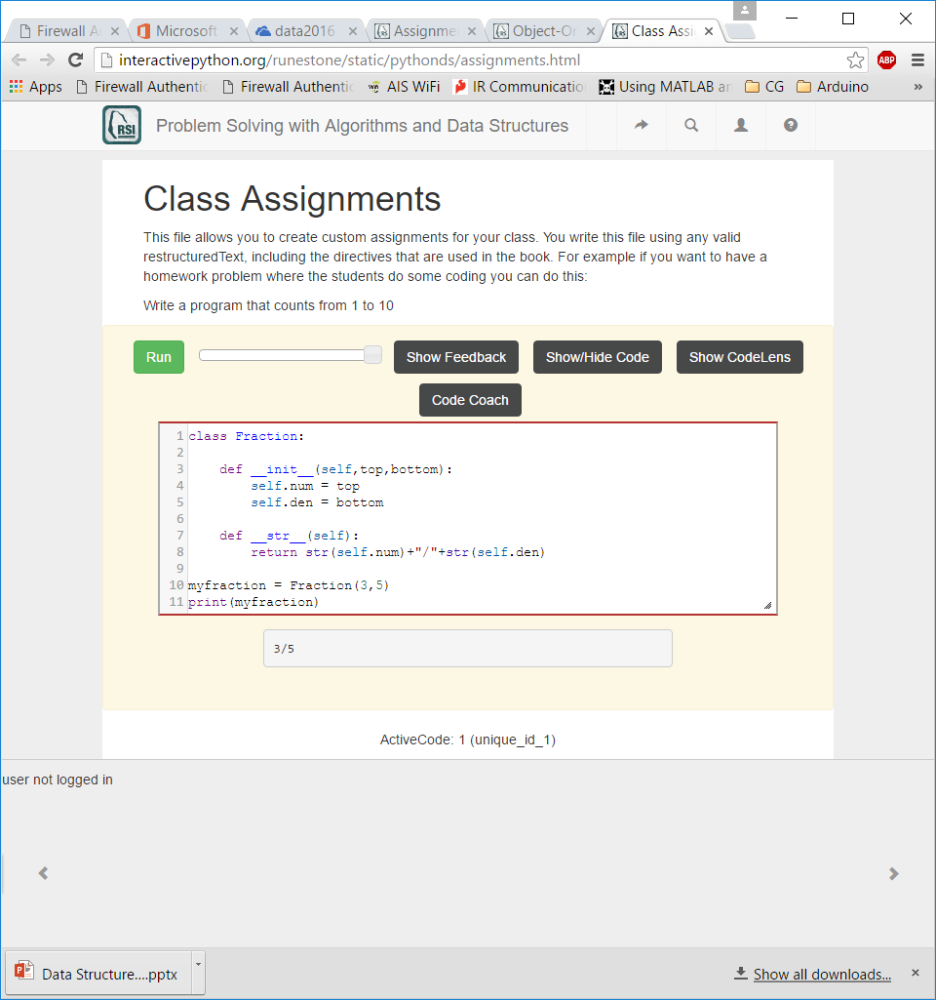 Firewall A
Microsoft
data2016
Assignme
Object-Or
Class Assi
interactivepython.org/runestone/static/pythonds/assignments.html
ABP
Apps
Firewall Authentic
Firewall Authentic
AIS WiFi
IR Communicatio
Using MATLAB an
CG
Arduino
»
RSI
Problem Solving with Algorithms and Data Structures
Class Assignments
This file allows you to create custom assignments for your class. You write this file using any valid
restructuredText, including the directives that are used in the book. For example if you want to have a
homework problem where the students do some coding you can do this:
Write a program that counts from 1 to 10
Run
Show Feedback
Show/Hide Code
Show CodeLens
Code Coach
1 class Fraction:
2
3     def __init__(self,top,bottom):
4         self.num = top
5         self.den = bottom
6
7     def __str__(self):
8         return str(self.num)+"/"+str(self.den)
9
10 myfraction = Fraction(3,5)
11 print(myfraction)
3/5
ActiveCode: 1 (unique_id_1)
user not logged in
Data Structure....pptx
Show all downloads...